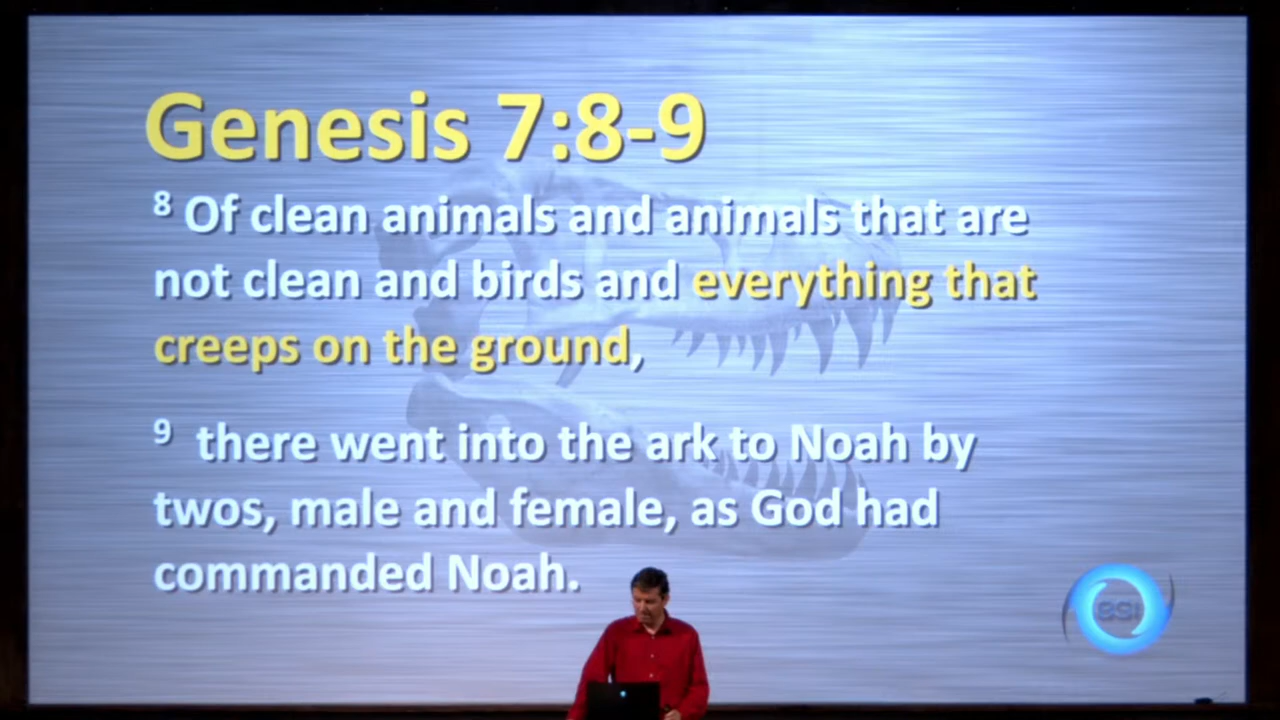 Genesis 7:8-9
8 Of clean animals and animals that are
not clean and birds and everything that
creeps on the ground,
9 there went into the ark to Noah by
twos, male and female, as God had
commanded Noah.
esi